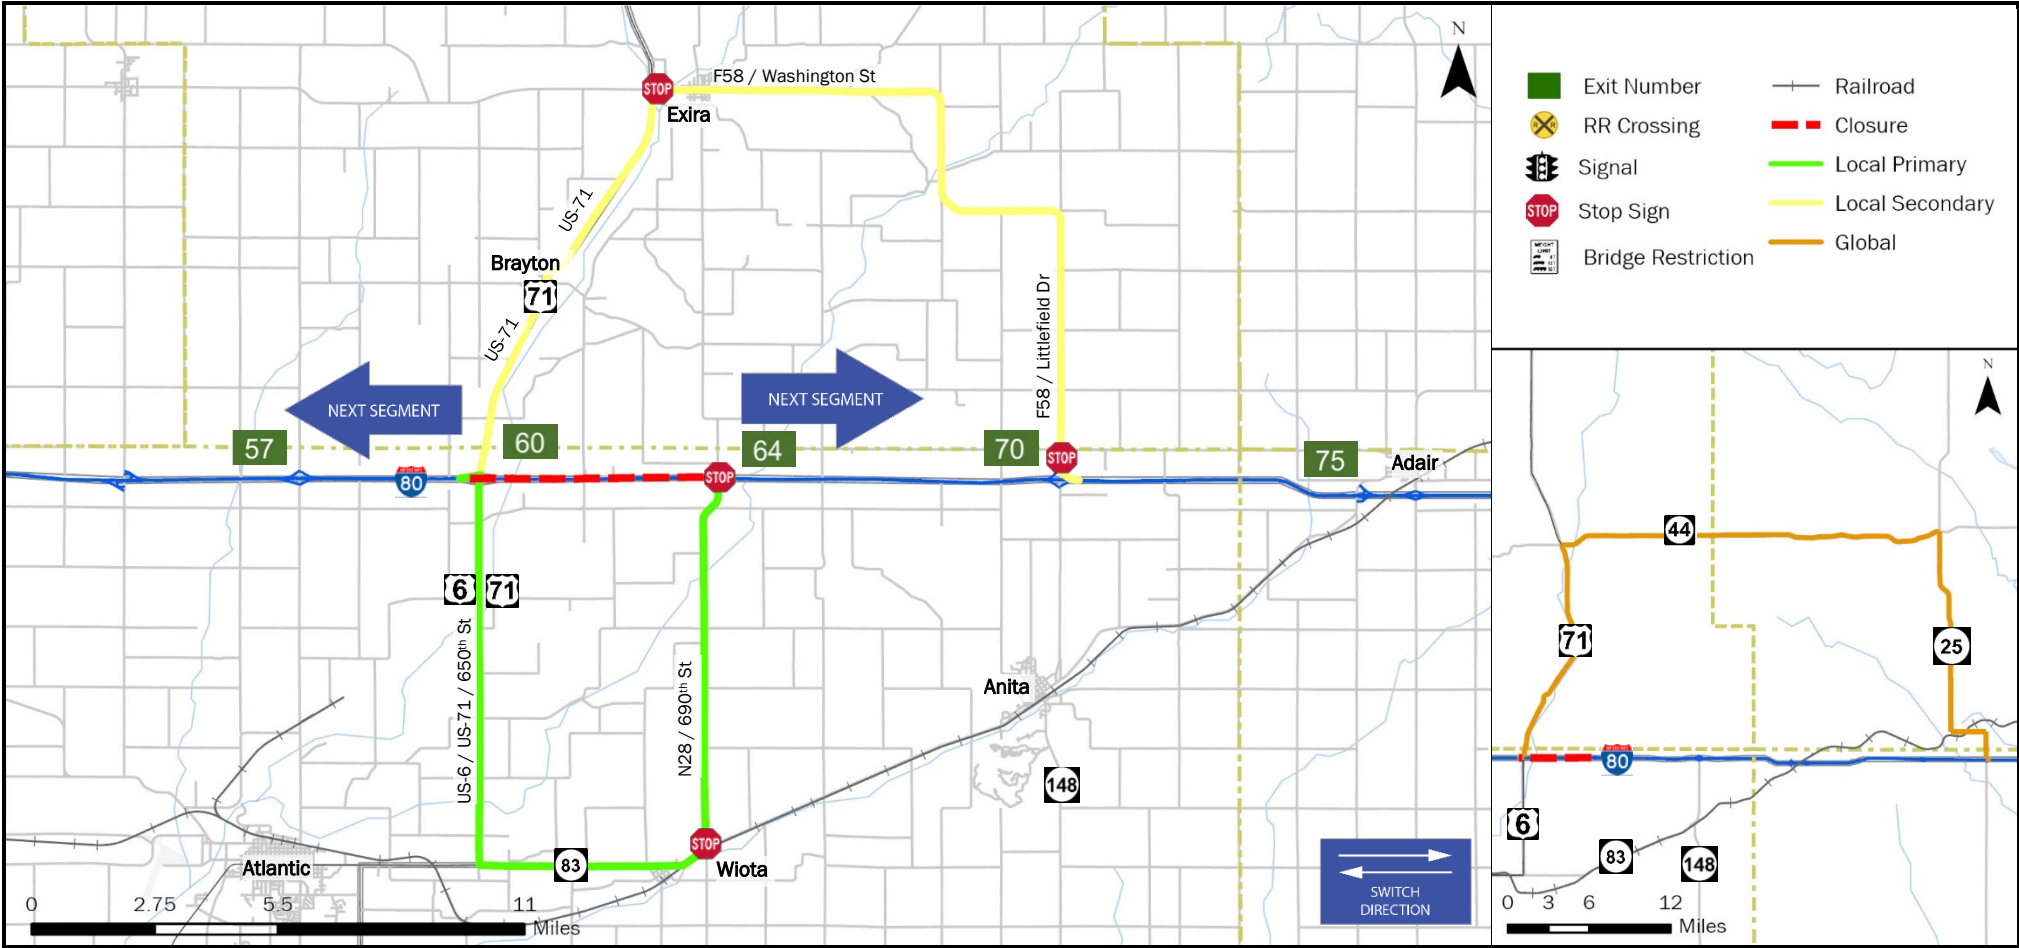 F58 / Washington St
STOP
Exira
US-71
Brayton
71
US-71
F58 / Littlefield Dr
NEXT SEGMENT
NEXT SEGMENT
57
60
64
70
STOP
75
Adair
80
STOP
6
71
US-6 / US-71 / 650th St
N28 / 690th St
Anita
148
STOP
Wiota
83
Atlantic
0
2.75
5.5
11
Miles
SWITCH
DIRECTION
N
Exit Number
RR Crossing
Signal
STOP
Stop Sign
WEIGHT
LIMIT
Bridge Restriction
Railroad
Closure
Local Primary
Local Secondary
Global
N
44
71
25
80
6
83
148
0
3
6
12
Miles